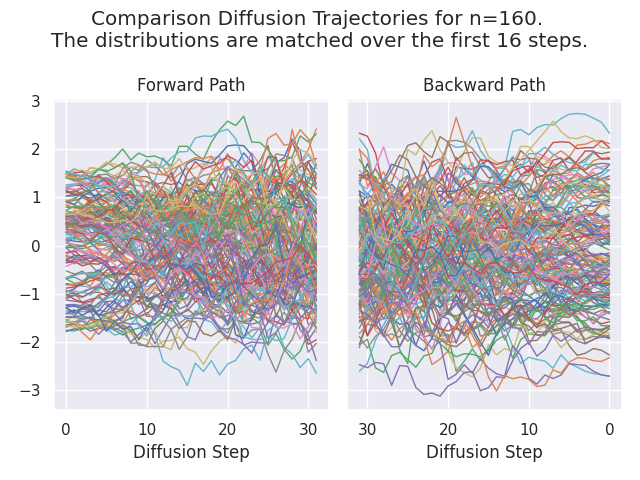 Comparison Diffusion Trajectories for n=160.
The distributions are matched over the first 16 steps.
Forward Path
Backward Path
3
2
1
0
−1
−2
−3
0
10
20
30
30
20
10
0
Diffusion Step
Diffusion Step